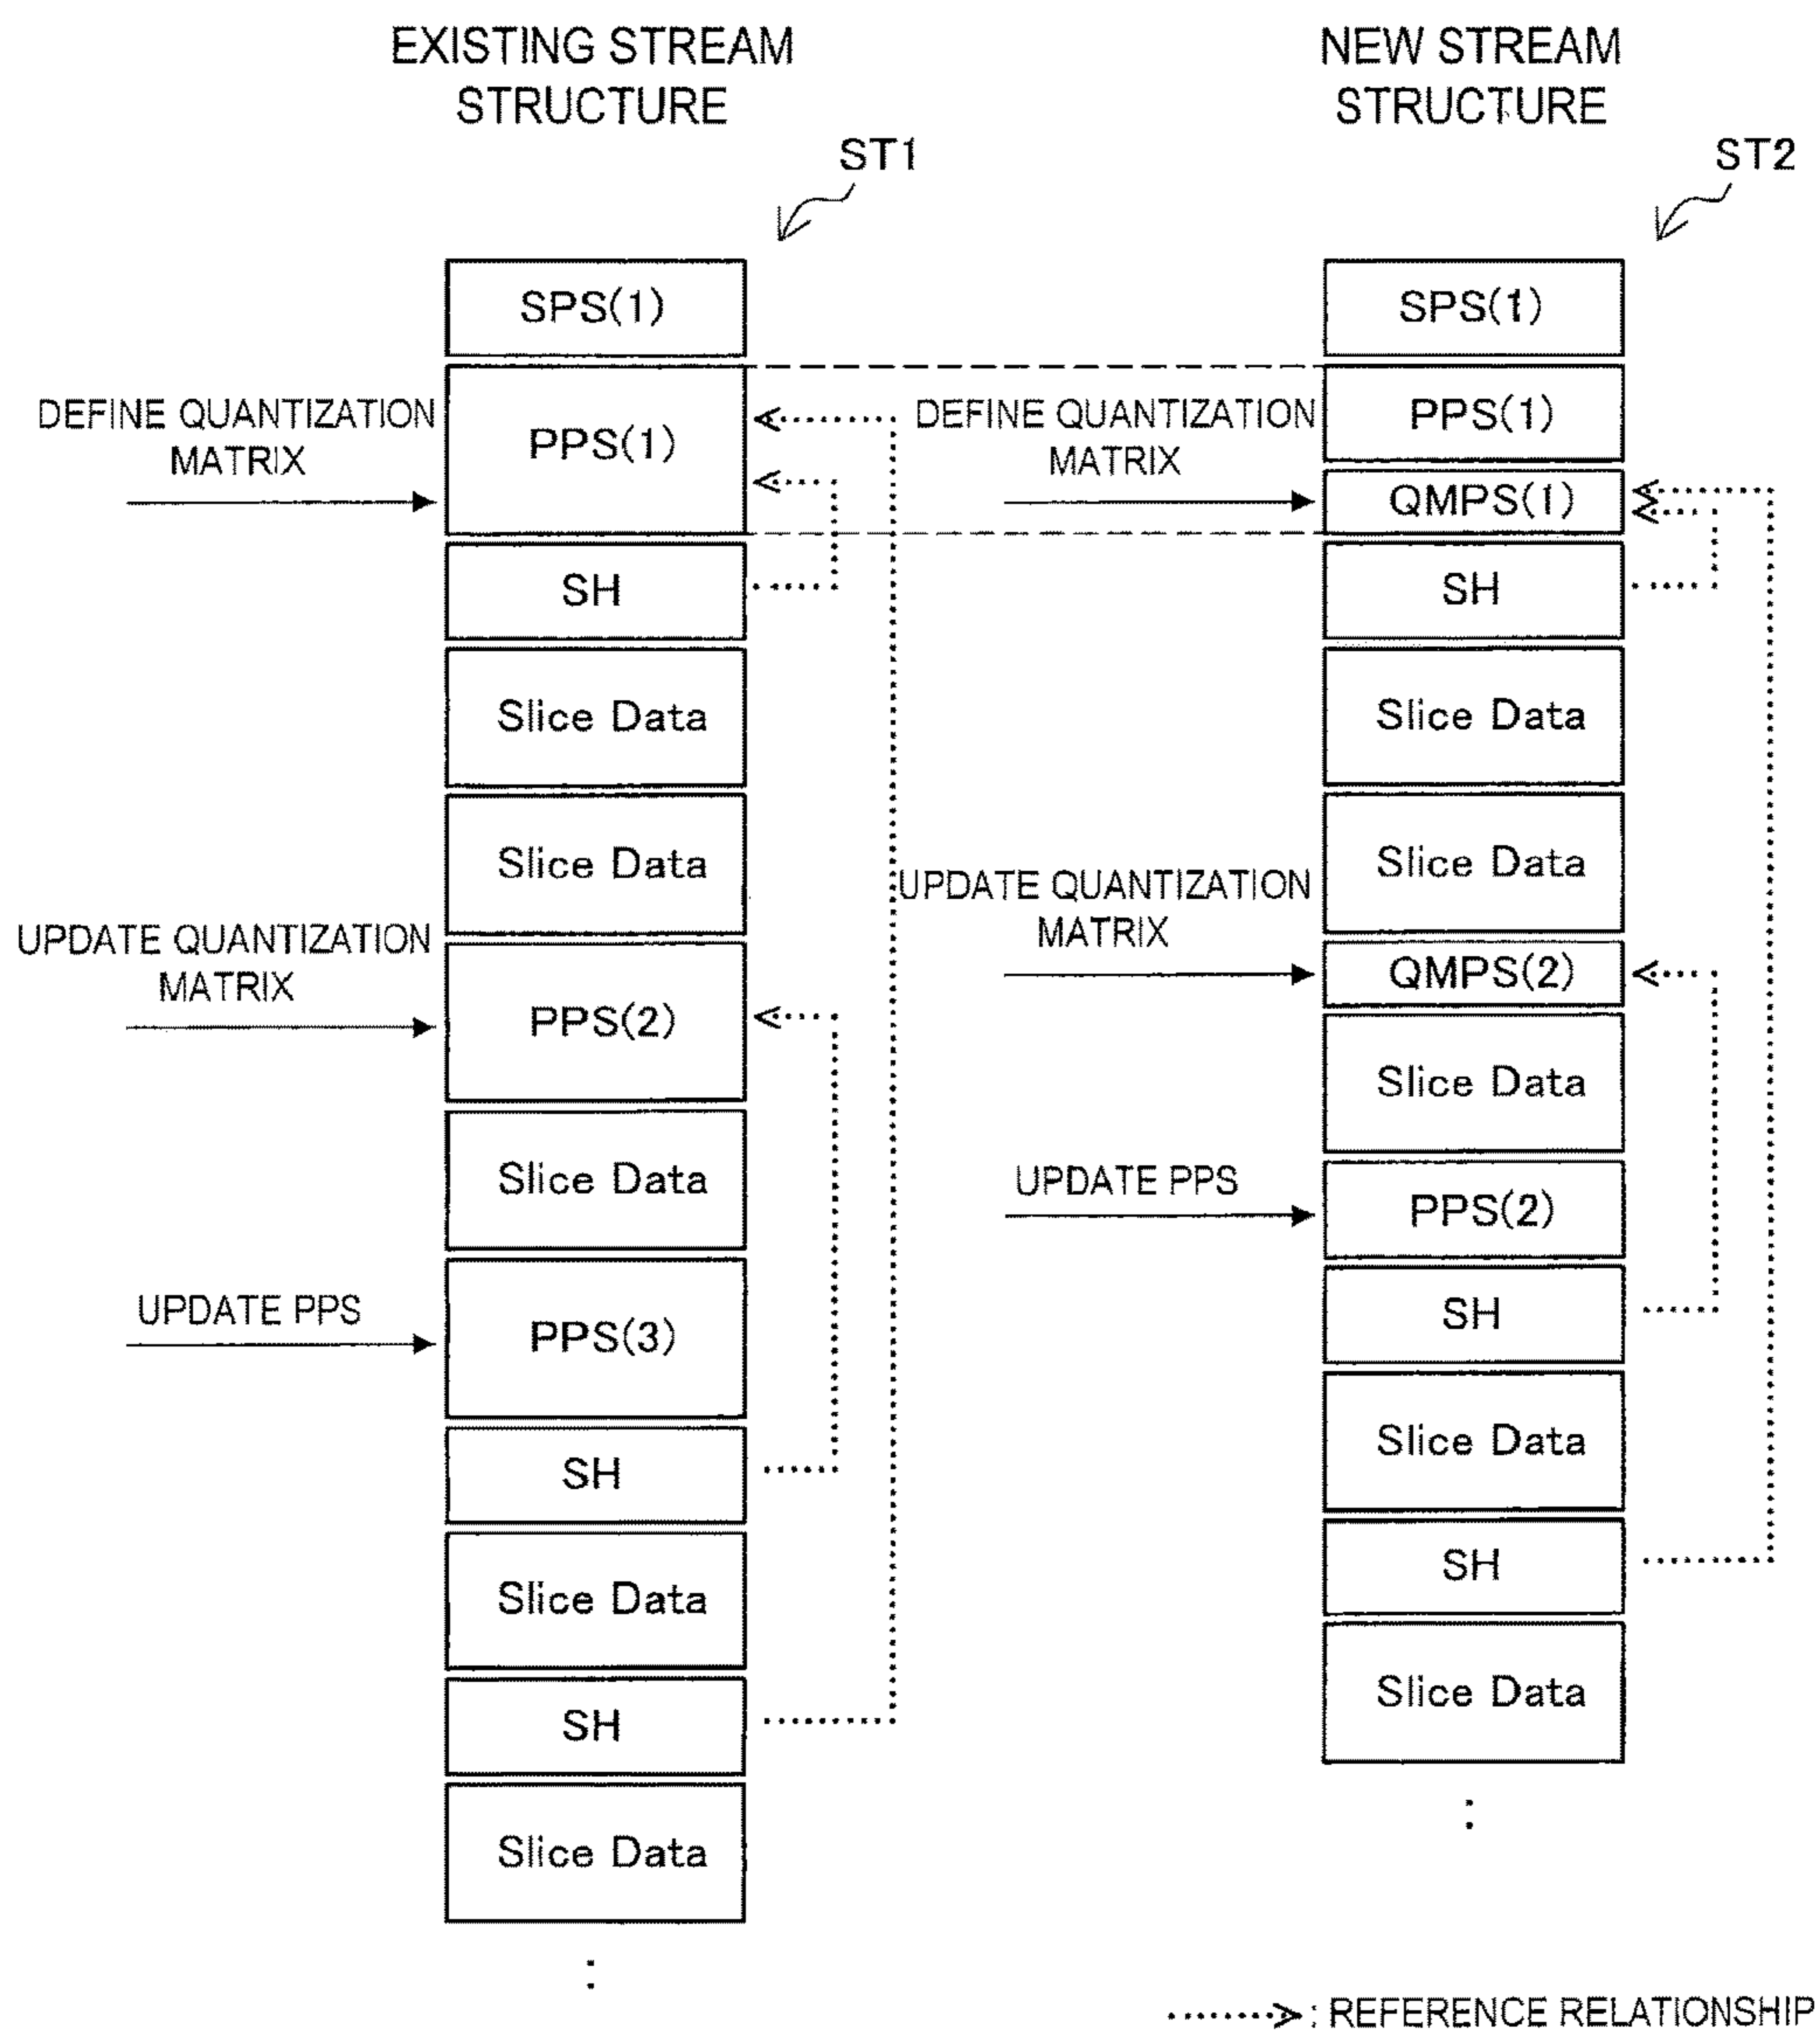 EXISTING STREAM
STRUCTURE
ST1
SPS(1)
DEFINE QUANTIZATION
MATRIX
PPS(1)
SH
Slice Data
Slice Data
UPDATE QUANTIZATION
MATRIX
PPS(2)
Slice Data
UPDATE PPS
PPS(3)
SH
Slice Data
SH
Slice Data
:
NEW STREAM
STRUCTURE
ST2
SPS(1)
PPS(1)
DEFINE QUANTIZATION
MATRIX
QMPS(1)
SH
Slice Data
Slice Data
UPDATE QUANTIZATION
MATRIX
QMPS(2)
Slice Data
UPDATE PPS
PPS(2)
SH
Slice Data
SH
Slice Data
:
: REFERENCE RELATIONSHIP